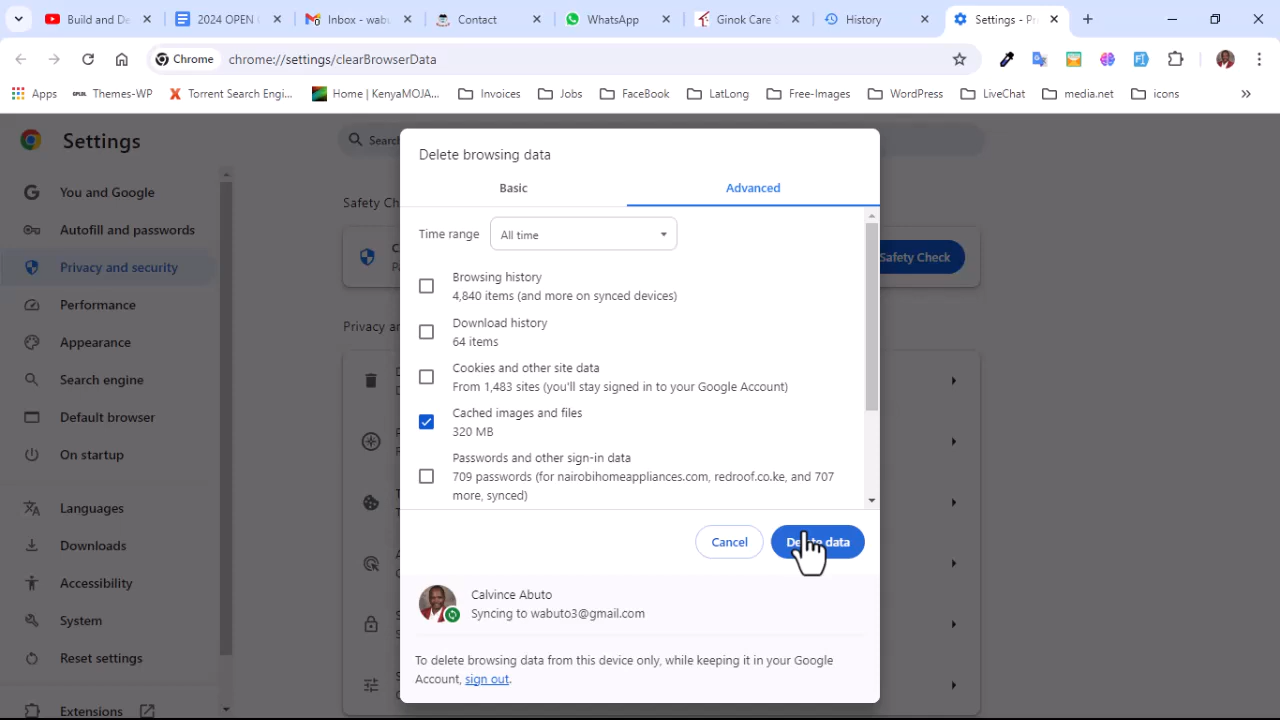 Build and De
2024 OPEN
Inbox - wabu
Contact
WhatsApp
Ginok Care S
History
Settings - Pr
Chrome
chrome://settings/clearBrowserData
Apps
Themes-WP
Torrent Search Engi...
Home | KenyaMOJA...
Invoices
Jobs
FaceBook
LatLong
Free-Images
WordPress
LiveChat
media.net
icons
Settings
Search
You and Google
Autofill and passwords
Privacy and security
Performance
Appearance
Search engine
Default browser
On startup
Languages
Downloads
Accessibility
System
Reset settings
Extensions
Safety Ch
Safety Check
Privacy an
Delete browsing data
Basic
Advanced
Time range
All time
Browsing history
4,840 items (and more on synced devices)
Download history
64 items
Cookies and other site data
From 1,483 sites (you'll stay signed in to your Google Account)
Cached images and files
320 MB
Passwords and other sign-in data
709 passwords (for nairobihomeappliances.com, redroof.co.ke, and 707
more, synced)
Cancel
Delete data
Calvince Abuto
Syncing to wabuto3@gmail.com
To delete browsing data from this device only, while keeping it in your Google
Account, sign out.